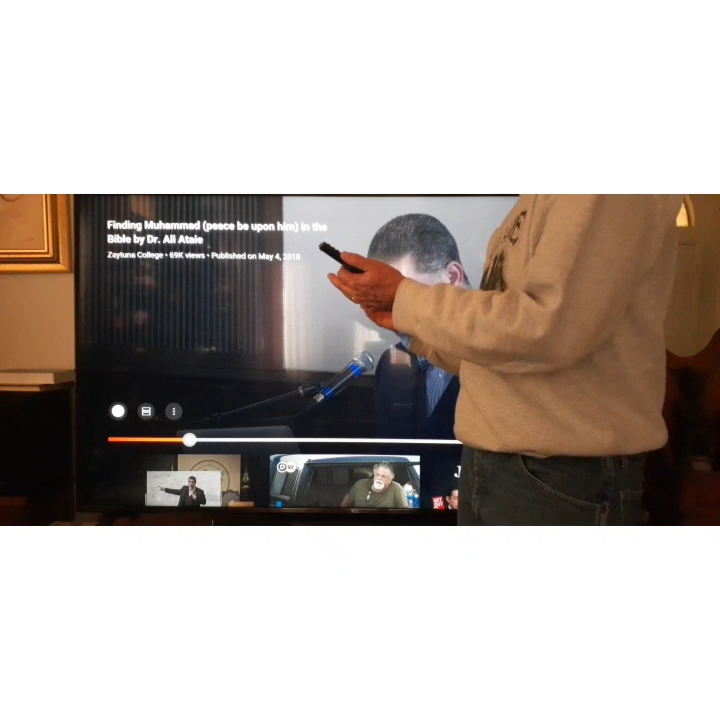 Finding Muhammad (peace be upon him) in the
Bible by Dr. Ali Ataie
Zaytuna College • 69K views • Published on May 4, 2018
DW